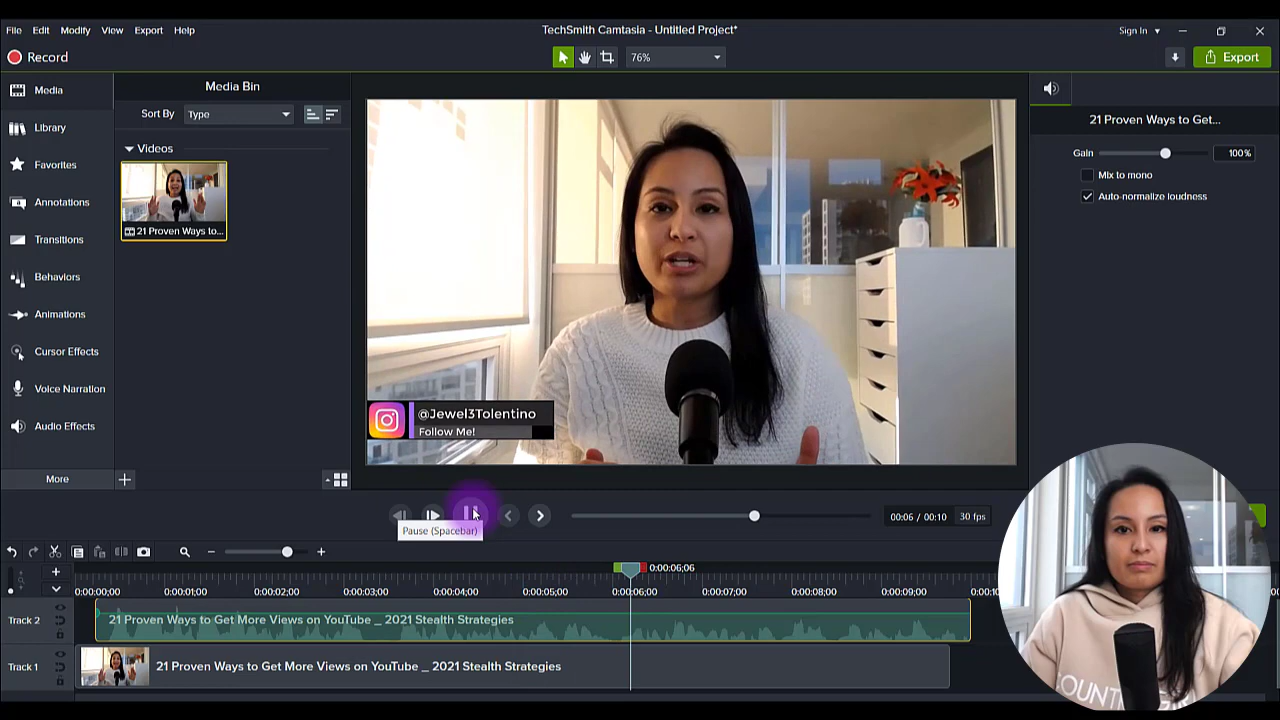 TechSmith Camtasia - Untitled Project*
File Edit Modify View Export Help
Sign In
Record
76%
Export
Media
Library
Favorites
Annotations
Transitions
Behaviors
Animations
Cursor Effects
Voice Narration
Audio Effects
More
Media Bin
Sort By Type
Videos
21 Proven Ways to...
@Jewel3Tolentino
Follow Me!
21 Proven Ways to Get...
Gain 100%
Mix to mono
Auto-normalize loudness
Pause (Spacebar)
00:06 / 00:10 30 fps
0:00:06;06
0:00:00;00 0:00:01;00 0:00:02;00 0:00:03;00 0:00:04;00 0:00:05;00 0:00:06;00 0:00:07;00 0:00:08;00 0:00:09;00
Track 2
21 Proven Ways to Get More Views on YouTube _ 2021 Stealth Strategies
Track 1
21 Proven Ways to Get More Views on YouTube _ 2021 Stealth Strategies